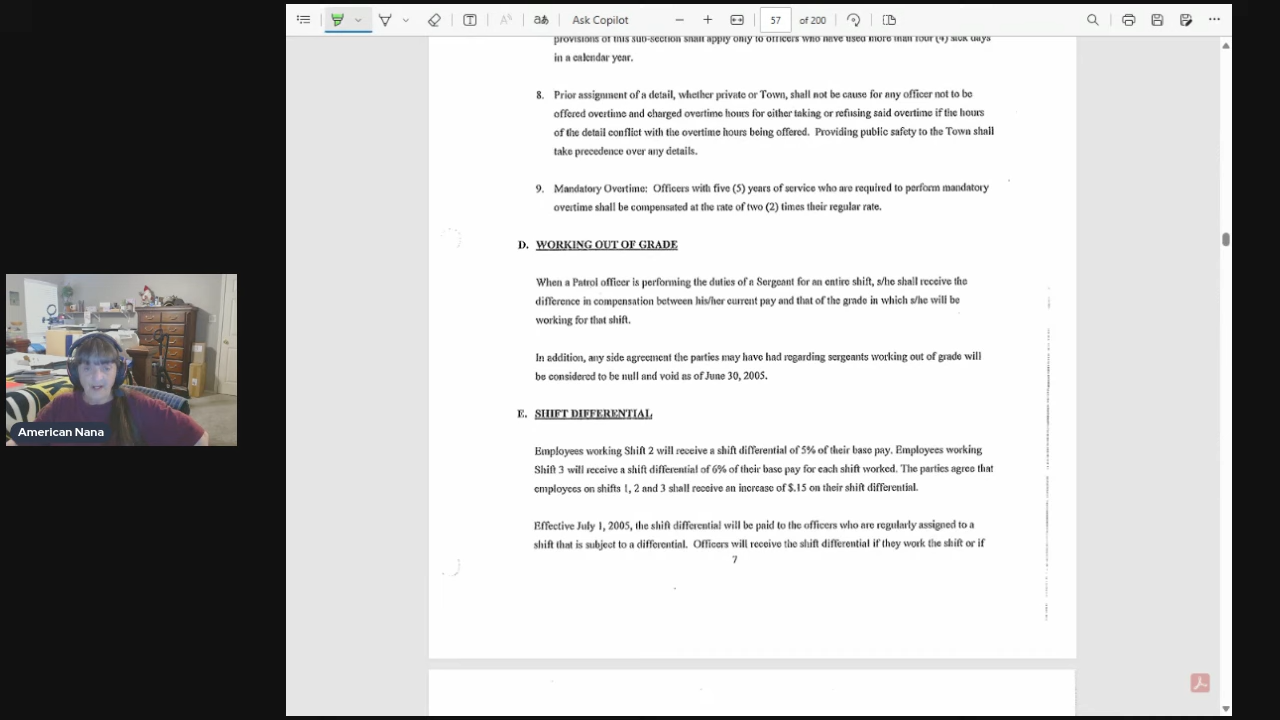 Ask Copilot
57
of 200
provisions of this sub-section shall apply only to officers who have used more than four (4) sick days
in a calendar year.
8. Prior assignment of a detail, whether private or Town, shall not be cause for any officer not to be
offered overtime and charged overtime hours for either taking or refusing said overtime if the hours
of the detail conflict with the overtime hours being offered. Providing public safety to the Town shall
take precedence over any details.
9. Mandatory Overtime: Officers with five (5) years of service who are required to perform mandatory
overtime shall be compensated at the rate of two (2) times their regular rate.
D. WORKING OUT OF GRADE
When a Patrol officer is performing the duties of a Sergeant for an entire shift, s/he shall receive the
difference in compensation between his/her current pay and that of the grade in which s/he will be
working for that shift.
In addition, any side agreement the parties may have had regarding sergeants working out of grade will
be considered to be null and void as of June 30, 2005.
E. SHIFT DIFFERENTIAL
Employees working Shift 2 will receive a shift differential of 5% of their base pay. Employees working
Shift 3 will receive a shift differential of 6% of their base pay for each shift worked. The parties agree that
employees on shifts 1, 2 and 3 shall receive an increase of $.15 on their shift differential.
Effective July 1, 2005, the shift differential will be paid to the officers who are regularly assigned to a
shift that is subject to a differential. Officers will receive the shift differential if they work the shift or if
7
American Nana